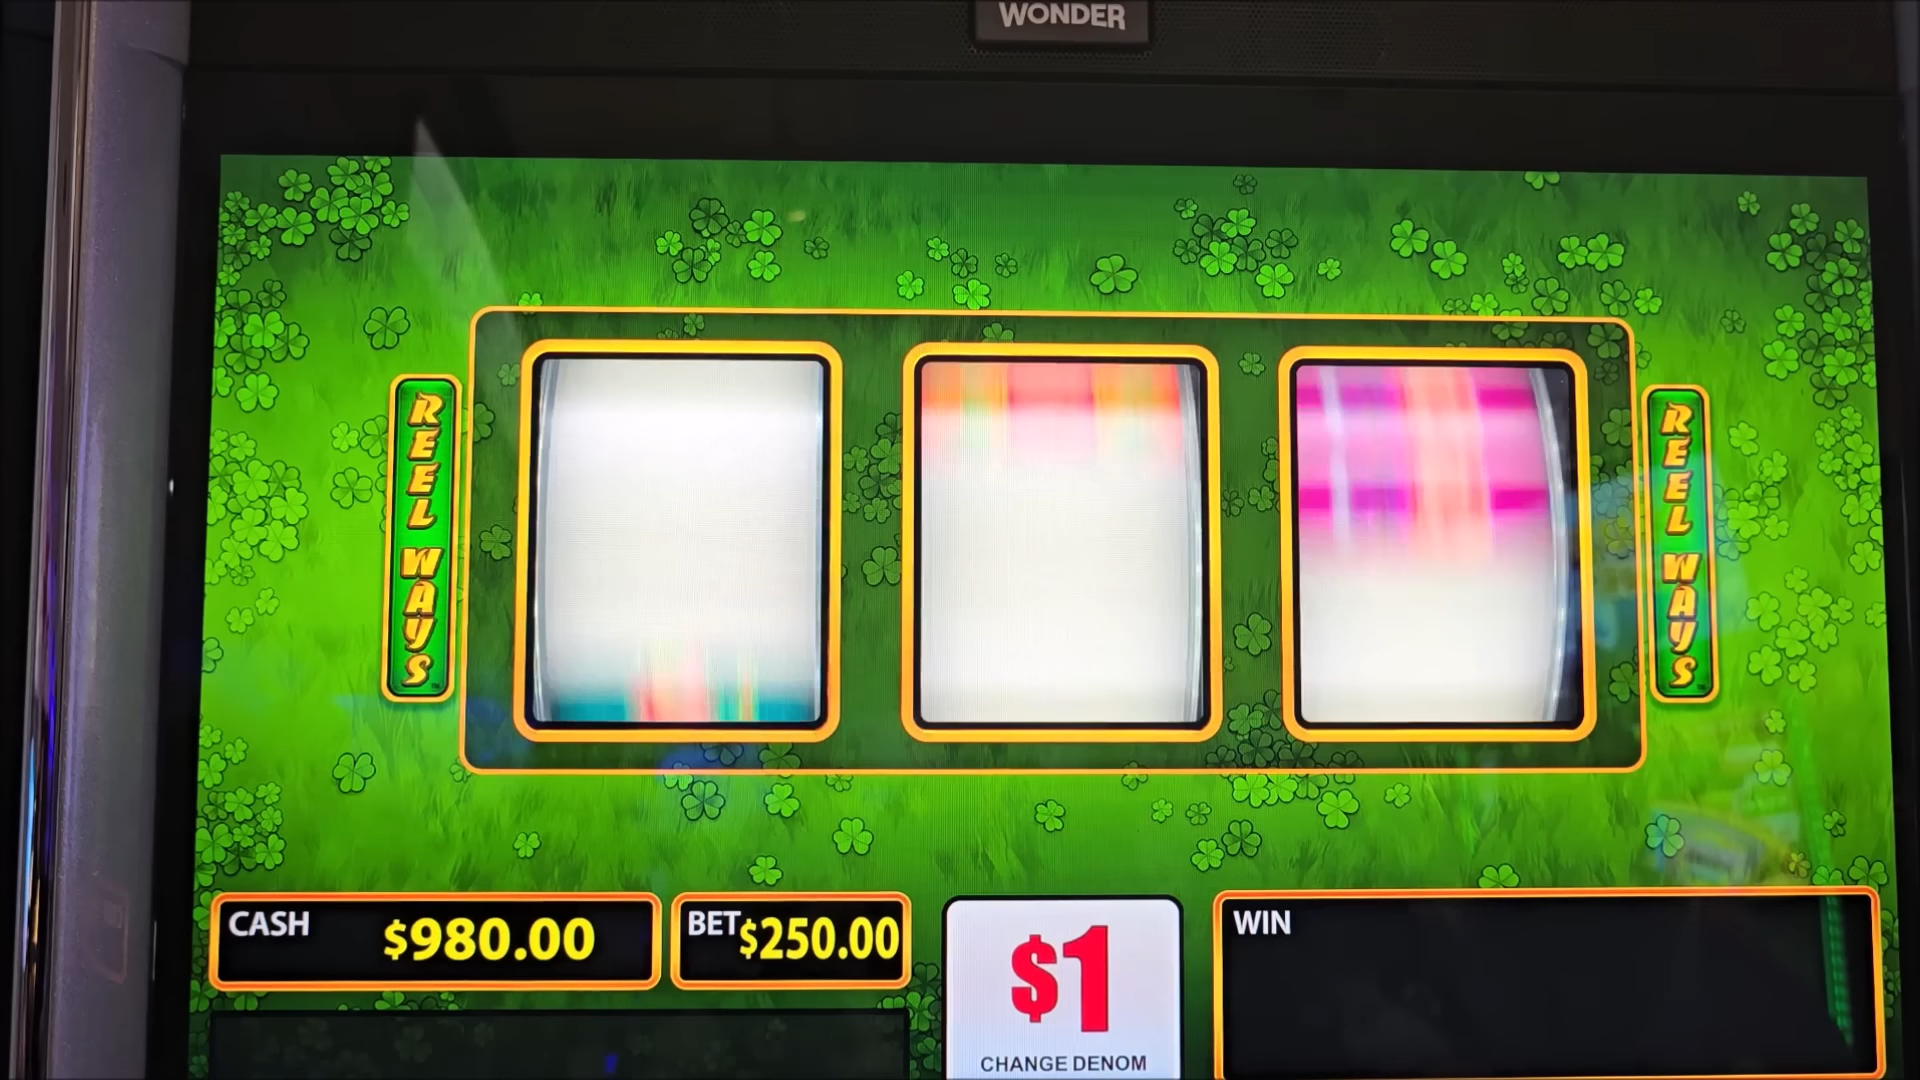 WONDER
REEL WAYS
REEL WAYS
CASH $980.00
BET $250.00
$1
CHANGE DENOM
WIN